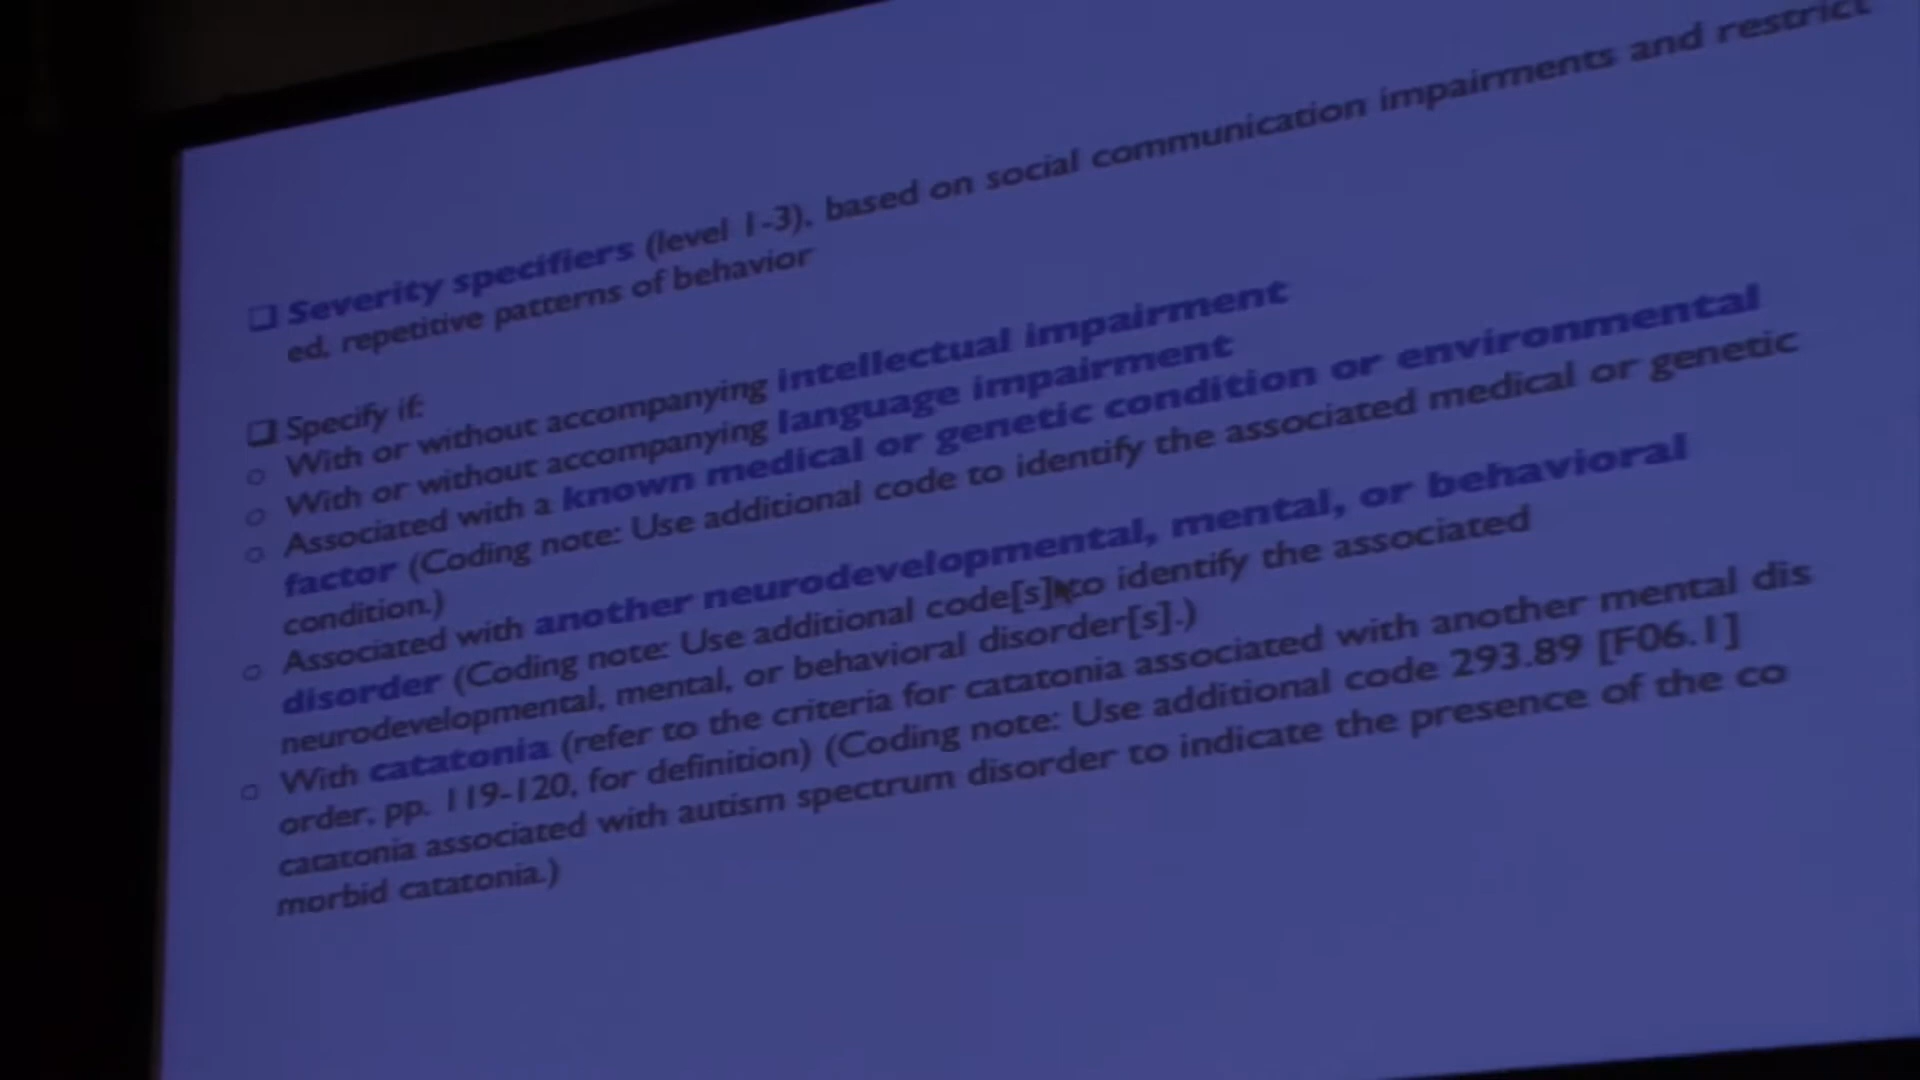 ❑ Severity specifiers (level 1-3), based on social communication impairments and restrict
ed, repetitive patterns of behavior
❑ Specify if:
○ With or without accompanying intellectual impairment
○ With or without accompanying language impairment
○ Associated with a known medical or genetic condition or environmental
factor (Coding note: Use additional code to identify the associated medical or genetic
condition.)
○ Associated with another neurodevelopmental, mental, or behavioral
disorder (Coding note: Use additional code[s] to identify the associated
neurodevelopmental, mental, or behavioral disorder[s].)
○ With catatonia (refer to the criteria for catatonia associated with another mental dis
order, pp. 119-120, for definition) (Coding note: Use additional code 293.89 [F06.1]
catatonia associated with autism spectrum disorder to indicate the presence of the co
morbid catatonia.)